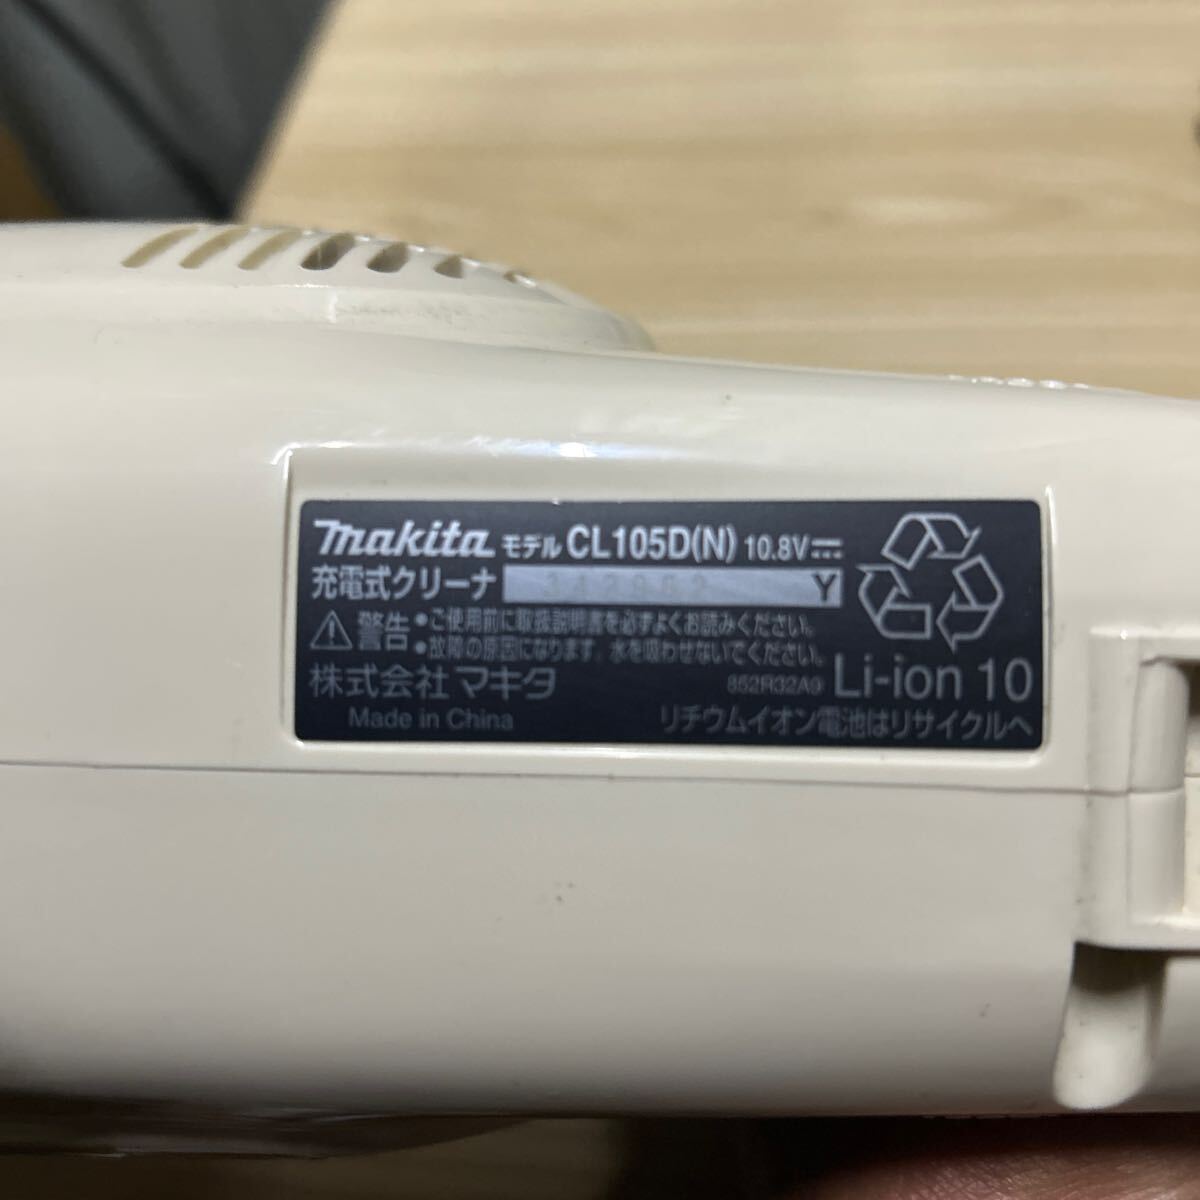 makita モデル CL105D(N) 10.8V
充電式クリーナ Y
警告 •ご使用前に取扱説明書を必ずよくお読みください。
•故障の原因になります 水を吸わせないでください。
株式会社 マキタ 852R32A9 Li-ion 10
Made in China リチウムイオン電池はリサイクルへ